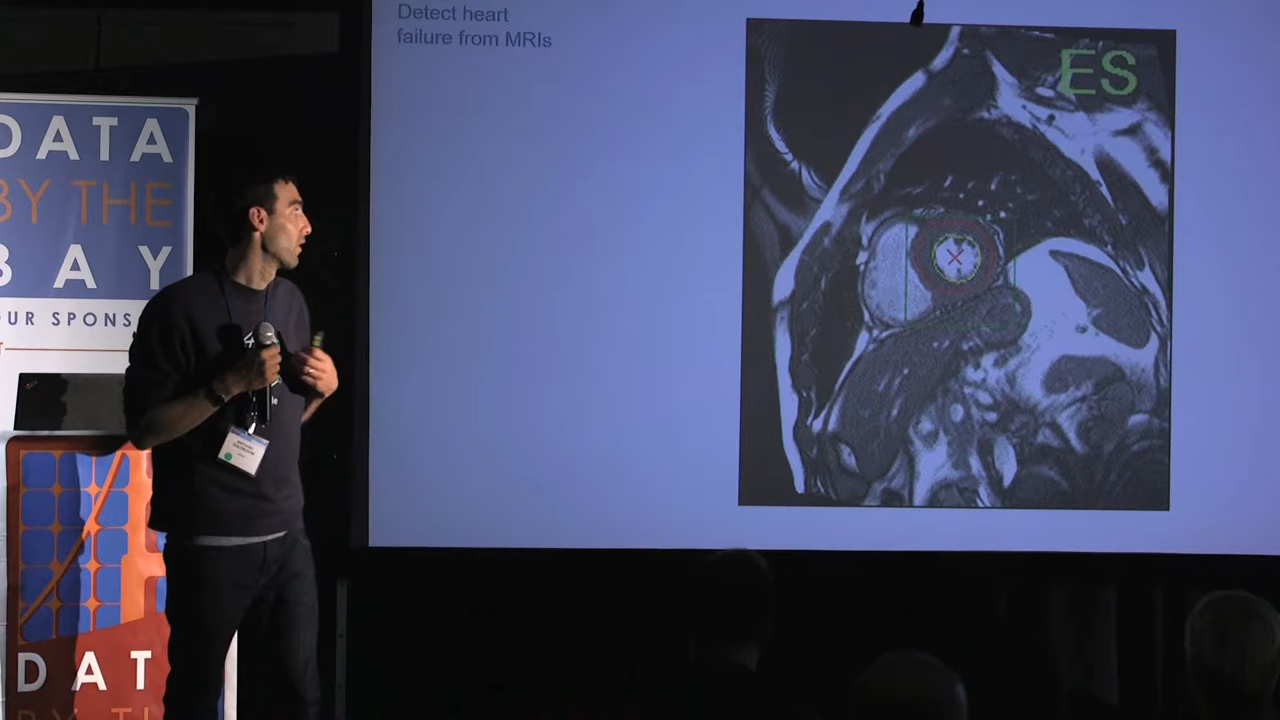 Detect heart
failure from MRIs
ES
DATA
BY THE
BAY
OUR SPONS
DAT